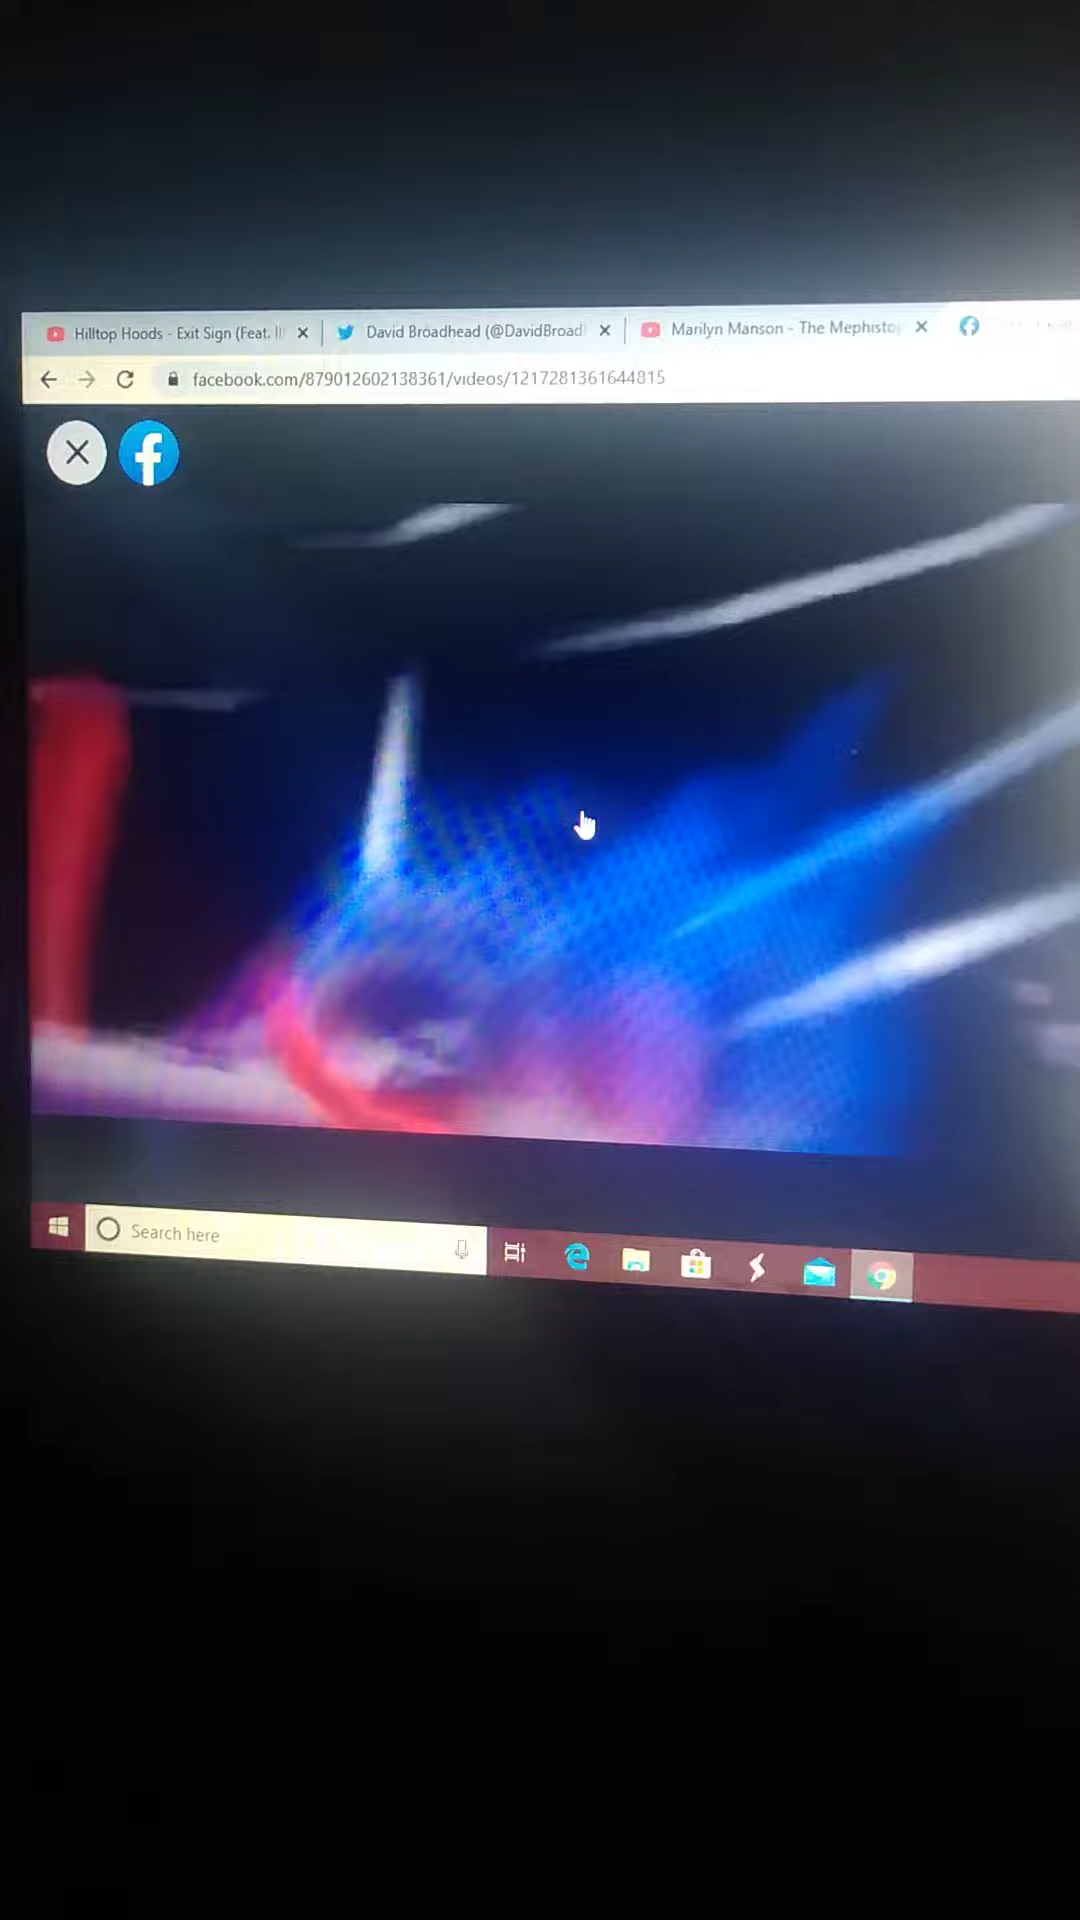 Hilltop Hoods - Exit Sign (Feat. Il
David Broadhead (@DavidBroad
Marilyn Manson - The Mephisto
facebook.com/879012602138361/videos/1217281361644815
Search here